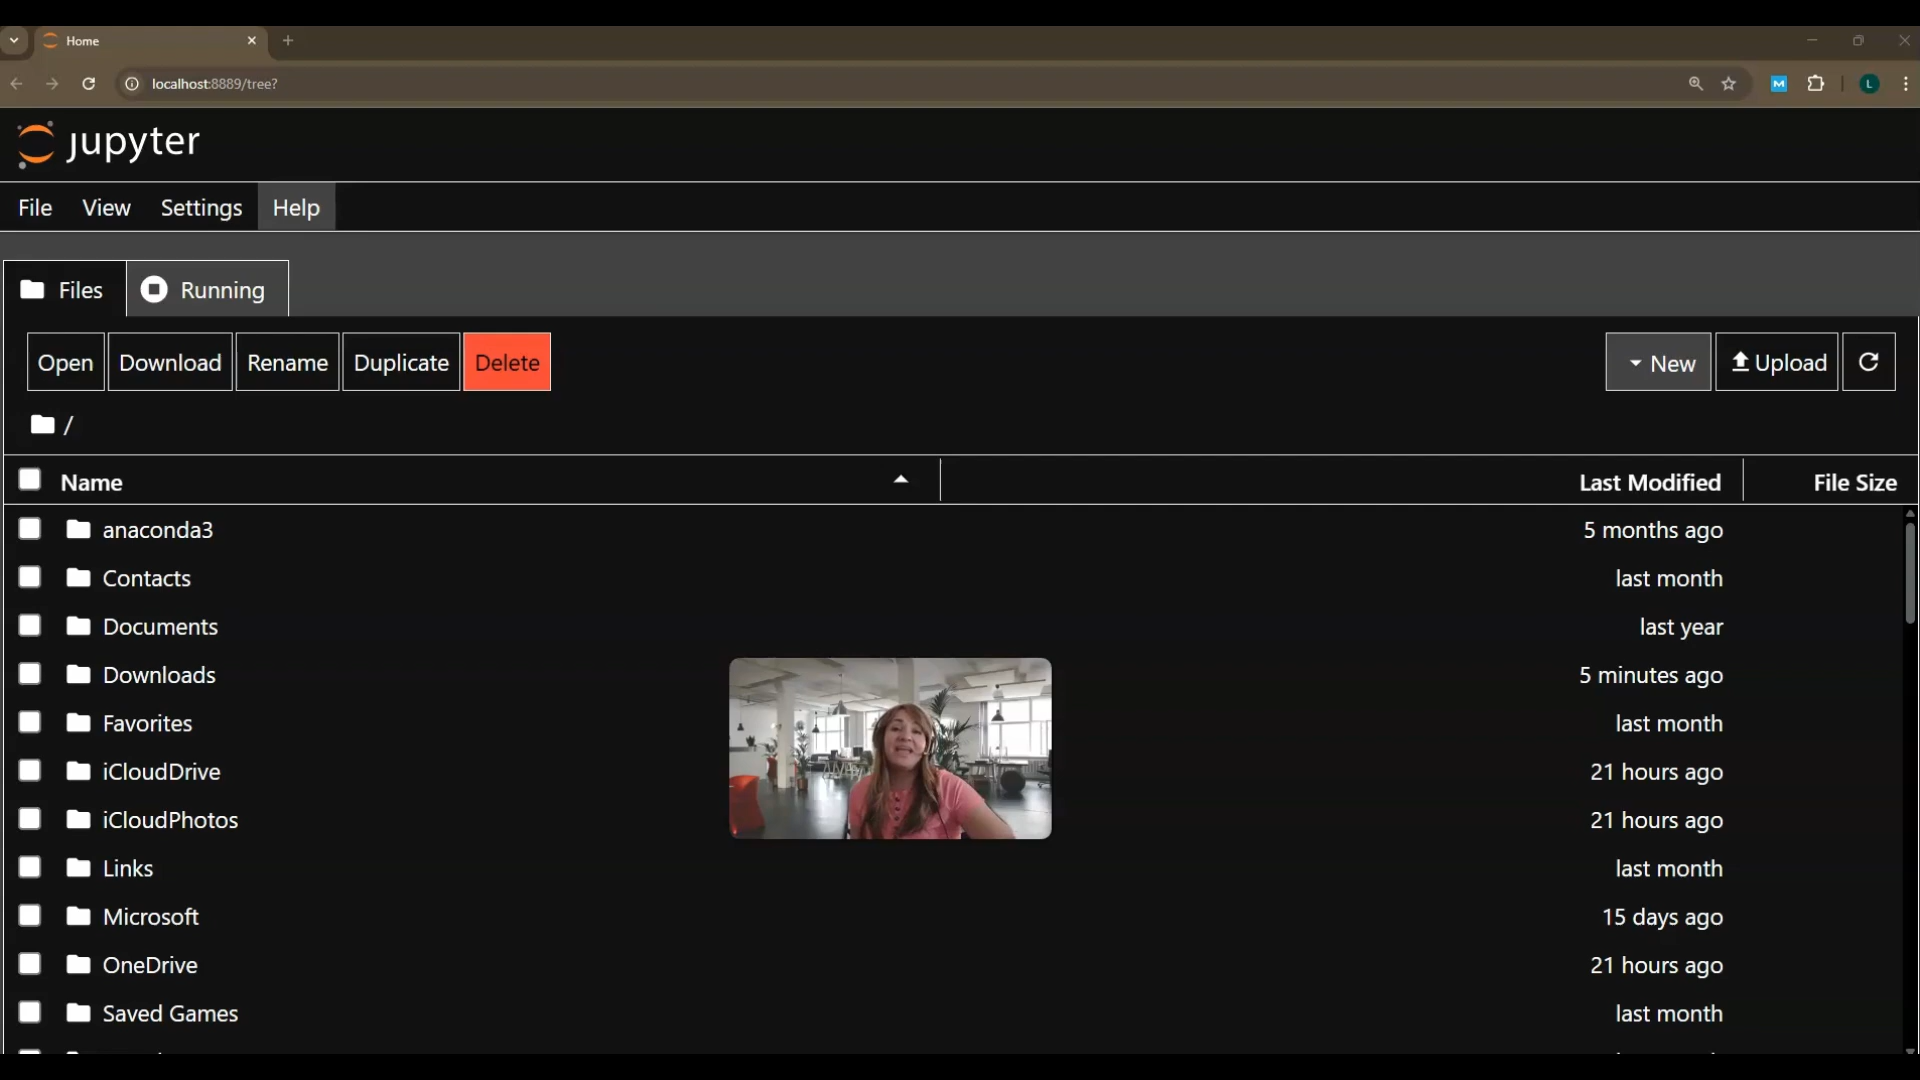 Home
localhost:8889/tree?
M
L
jupyter
File View Settings Help
Files Running
Open Download Rename Duplicate Delete New Upload
/
Name Last Modified File Size
anaconda3 5 months ago
Contacts last month
Documents last year
Downloads 5 minutes ago
Favorites last month
iCloudDrive 21 hours ago
iCloudPhotos 21 hours ago
Links last month
Microsoft 15 days ago
OneDrive 21 hours ago
Saved Games last month